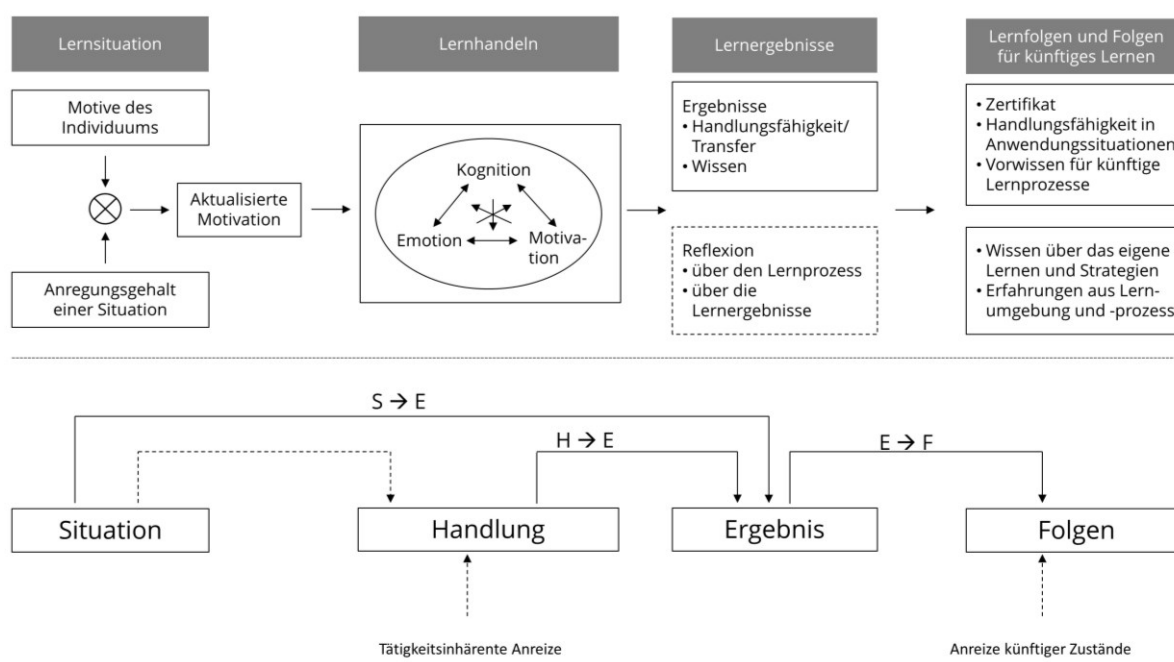 Lernsituation
Lernhandeln
Lernergebnisse
Lernfolgen und Folgen
für künftiges Lernen
Motive des
Individuums
Aktualisierte
Motivation
Anregungsgehalt
einer Situation
Kognition
Emotion
Motiva-
tion
Ergebnisse
• Handlungsfähigkeit/
Transfer
• Wissen
Reflexion
• über den Lernprozess
• über die
Lernergebnisse
• Zertifikat
• Handlungsfähigkeit in
Anwendungssituationen
• Vorwissen für künftige
Lernprozesse
• Wissen über das eigene
Lernen und Strategien
• Erfahrungen aus Lern-
umgebung und -prozess
S → E
H → E
E → F
Situation
Handlung
Ergebnis
Folgen
Tätigkeitsinhärente Anreize
Anreize künftiger Zustände